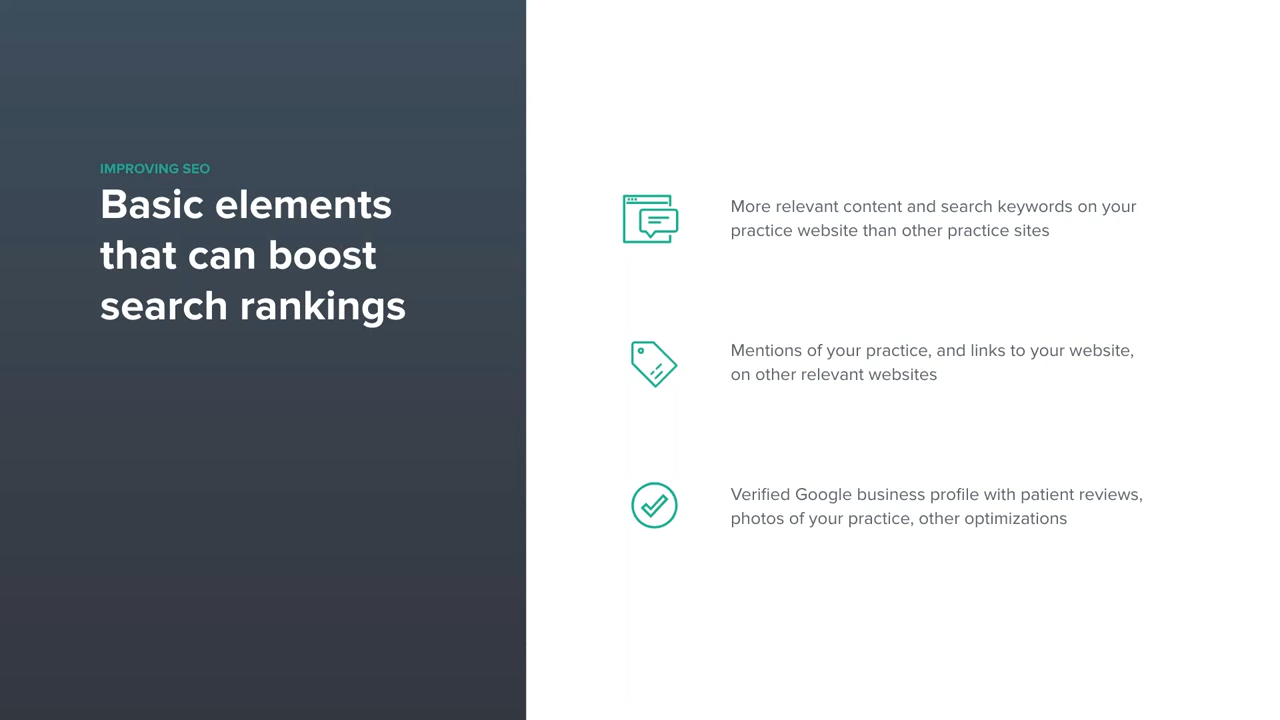 IMPROVING SEO
Basic elements
that can boost
search rankings
More relevant content and search keywords on your
practice website than other practice sites
Mentions of your practice, and links to your website,
on other relevant websites
Verified Google business profile with patient reviews,
photos of your practice, other optimizations